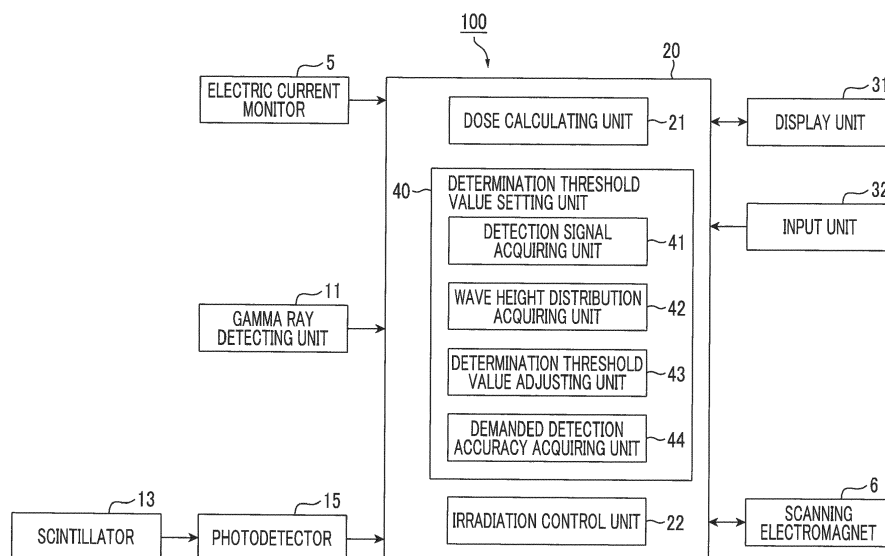 100
5
ELECTRIC CURRENT
MONITOR
20
DOSE CALCULATING UNIT
21
31
DISPLAY UNIT
40
DETERMINATION THRESHOLD
VALUE SETTING UNIT
32
INPUT UNIT
DETECTION SIGNAL
ACQUIRING UNIT
41
11
GAMMA RAY
DETECTING UNIT
WAVE HEIGHT DISTRIBUTION
ACQUIRING UNIT
42
DETERMINATION THRESHOLD
VALUE ADJUSTING UNIT
43
DEMANDED DETECTION
ACCURACY ACQUIRING UNIT
44
13
SCINTILLATOR
15
PHOTODETECTOR
IRRADIATION CONTROL UNIT
22
6
SCANNING
ELECTROMAGNET